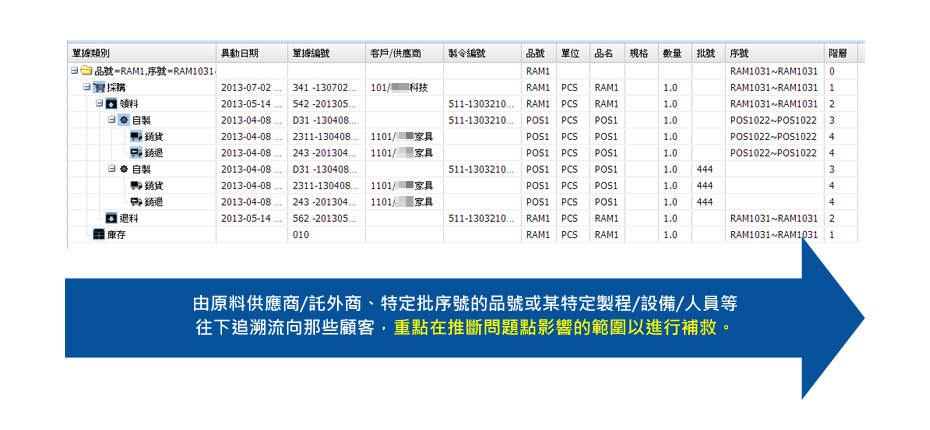 單據類別 異動日期 單據編號 客戶/供應商 製令編號 品號 單位 品名 規格 數量 批號 序號 階層
品號=RAM1,序號=RAM1031- RAM1 RAM1031~RAM1031 0
採購 2013-07-02 ... 341 -130702... 101/ 科技 RAM1 PCS RAM1 1.0 RAM1031~RAM1031 1
領料 2013-05-14 ... 542 -201305... 511-1303210... RAM1 PCS RAM1 1.0 RAM1031~RAM1031 2
自製 2013-04-08 ... D31 -130408... 511-1303210... POS1 PCS POS1 1.0 POS1022~POS1022 3
銷貨 2013-04-08 ... 2311-130408... 1101/ 家具 POS1 PCS POS1 1.0 POS1022~POS1022 4
銷退 2013-04-08 ... 243 -201304... 1101/ 家具 POS1 PCS POS1 1.0 POS1022~POS1022 4
自製 2013-04-08 ... D31 -130408... 511-1303210... POS1 PCS POS1 1.0 444 3
銷貨 2013-04-08 ... 2311-130408... 1101/ 家具 POS1 PCS POS1 1.0 444 4
銷退 2013-04-08 ... 243 -201304... 1101/ 家具 POS1 PCS POS1 1.0 444 4
退料 2013-05-14 ... 562 -201305... 511-1303210... RAM1 PCS RAM1 1.0 RAM1031~RAM1031 2
庫存 010 RAM1 PCS RAM1 1.0 RAM1031~RAM1031 1
由原料供應商/託外商、特定批序號的品號或某特定製程/設備/人員等
往下追溯流向那些顧客，重點在推斷問題點影響的範圍以進行補救。